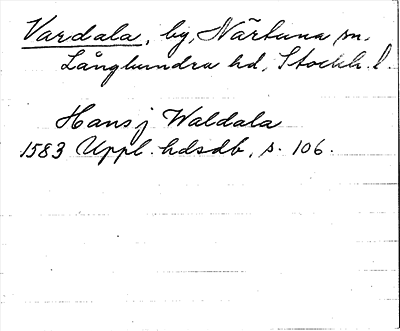 Vardala, by, Närtuna sn.
Långhundra hd, Stockh. l.
Hans j Waldala
1583 Uppl. hdsdb, s. 106.